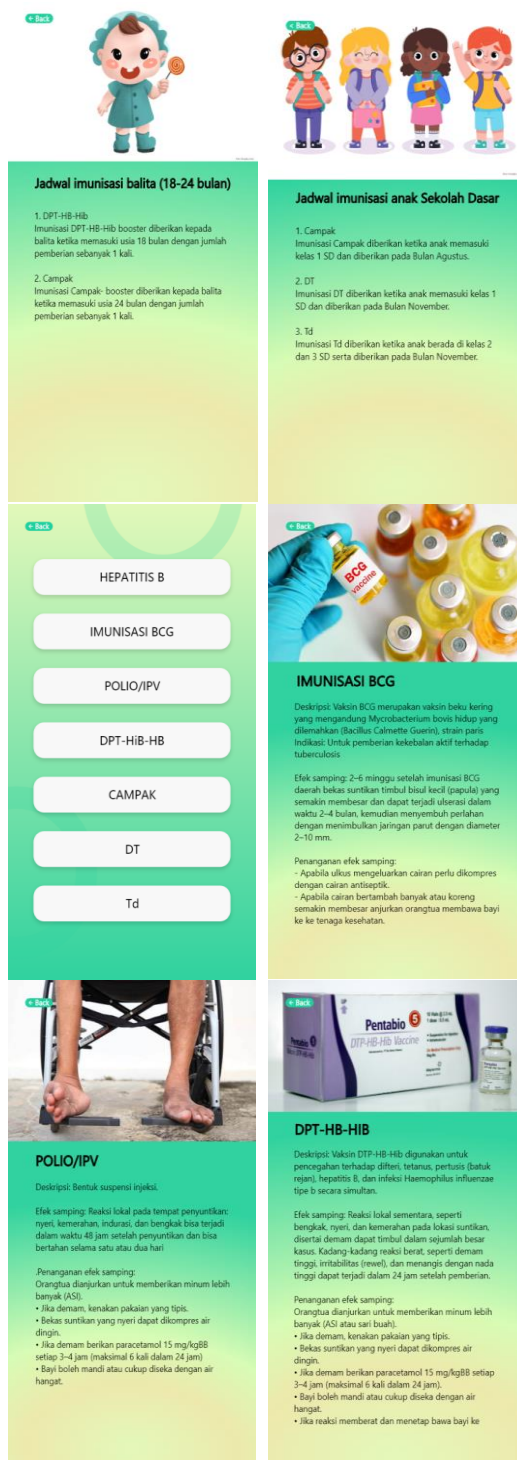 ← Back
Jadwal imunisasi balita (18-24 bulan)
1. DPT-HB-Hib
Imunisasi DPT-HB-Hib booster diberikan kepada
balita ketika memasuki usia 18 bulan dengan jumlah
pemberian sebanyak 1 kali.
2. Campak
Imunisasi Campak- booster diberikan kepada balita
ketika memasuki usia 24 bulan dengan jumlah
pemberian sebanyak 1 kali.
< Back
Jadwal imunisasi anak Sekolah Dasar
1. Campak
Imunisasi Campak diberikan ketika anak memasuki
kelas 1 SD dan diberikan pada Bulan Agustus.
2. DT
Imunisasi DT diberikan ketika anak memasuki kelas 1
SD dan diberikan pada Bulan November.
3. Td
Imunisasi Td diberikan ketika anak berada di kelas 2
dan 3 SD serta diberikan pada Bulan November.
← Back
HEPATITIS B
IMUNISASI BCG
POLIO/IPV
DPT-HiB-HB
CAMPAK
DT
Td
← Back
BCG
vaccine
IMUNISASI BCG
Deskripsi: Vaksin BCG merupakan vaksin beku kering
yang mengandung Mycrobacterium bovis hidup yang
dilemahkan (Bacillus Calmette Guerin), strain paris
Indikasi: Untuk pemberian kekebalan aktif terhadap
tuberculosis
Efek samping: 2–6 minggu setelah imunisasi BCG
daerah bekas suntikan timbul bisul kecil (papula) yang
semakin membesar dan dapat terjadi ulserasi dalam
waktu 2–4 bulan, kemudian menyembuh perlahan
dengan menimbulkan jaringan parut dengan diameter
2–10 mm.
Penanganan efek samping:
- Apabila ulkus mengeluarkan cairan perlu dikompres
dengan cairan antiseptik.
- Apabila cairan bertambah banyak atau koreng
semakin membesar anjurkan orangtua membawa bayi
ke ke tenaga kesehatan.
← Back
POLIO/IPV
Deskripsi: Bentuk suspensi injeksi.
Efek samping: Reaksi lokal pada tempat penyuntikan:
nyeri, kemerahan, indurasi, dan bengkak bisa terjadi
dalam waktu 48 jam setelah penyuntikan dan bisa
bertahan selama satu atau dua hari
.Penanganan efek samping:
Orangtua dianjurkan untuk memberikan minum lebih
banyak (ASI).
• Jika demam, kenakan pakaian yang tipis.
• Bekas suntikan yang nyeri dapat dikompres air
dingin.
• Jika demam berikan paracetamol 15 mg/kgBB
setiap 3–4 jam (maksimal 6 kali dalam 24 jam)
• Bayi boleh mandi atau cukup diseka dengan air
hangat.
← Back
Pentabio 5
DTP-HB-Hib Vaccine
DPT-HB-HIB
Deskripsi: Vaksin DTP-HB-Hib digunakan untuk
pencegahan terhadap difteri, tetanus, pertusis (batuk
rejan), hepatitis B, dan infeksi Haemophilus influenzae
tipe b secara simultan.
Efek samping: Reaksi lokal sementara, seperti
bengkak, nyeri, dan kemerahan pada lokasi suntikan,
disertai demam dapat timbul dalam sejumlah besar
kasus. Kadang-kadang reaksi berat, seperti demam
tinggi, irritabilitas (rewel), dan menangis dengan nada
tinggi dapat terjadi dalam 24 jam setelah pemberian.
Penanganan efek samping:
Orangtua dianjurkan untuk memberikan minum lebih
banyak (ASI atau sari buah).
• Jika demam, kenakan pakaian yang tipis.
• Bekas suntikan yang nyeri dapat dikompres air
dingin.
• Jika demam berikan paracetamol 15 mg/kgBB setiap
3–4 jam (maksimal 6 kali dalam 24 jam).
• Bayi boleh mandi atau cukup diseka dengan air
hangat.
• Jika reaksi memberat dan menetap bawa bayi ke